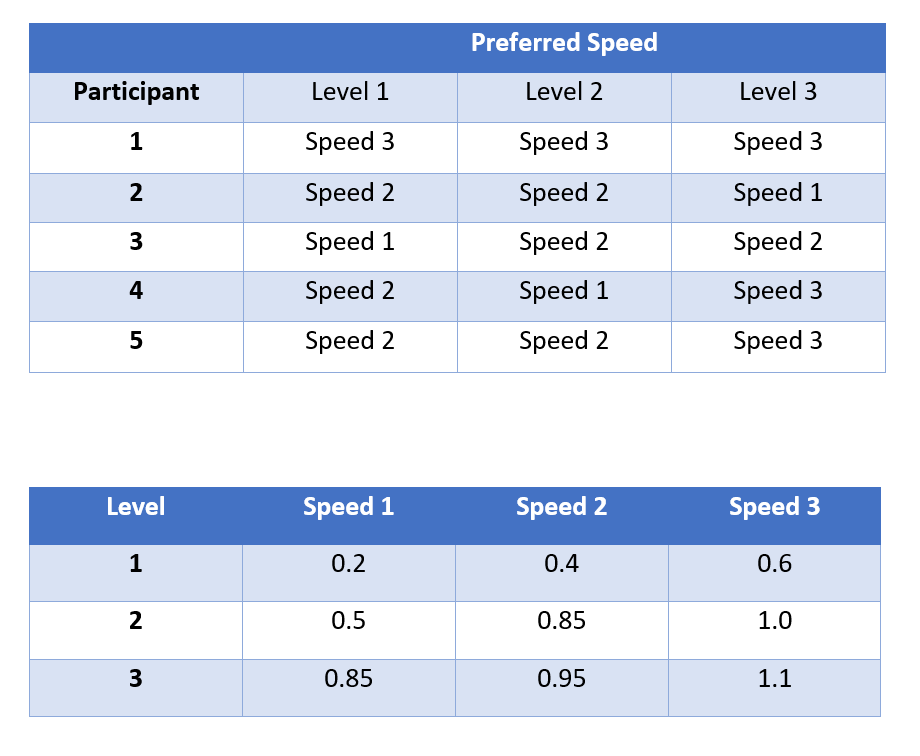 Preferred Speed
Participant Level 1 Level 2 Level 3
1 Speed 3 Speed 3 Speed 3
2 Speed 2 Speed 2 Speed 1
3 Speed 1 Speed 2 Speed 2
4 Speed 2 Speed 1 Speed 3
5 Speed 2 Speed 2 Speed 3
Level Speed 1 Speed 2 Speed 3
1 0.2 0.4 0.6
2 0.5 0.85 1.0
3 0.85 0.95 1.1